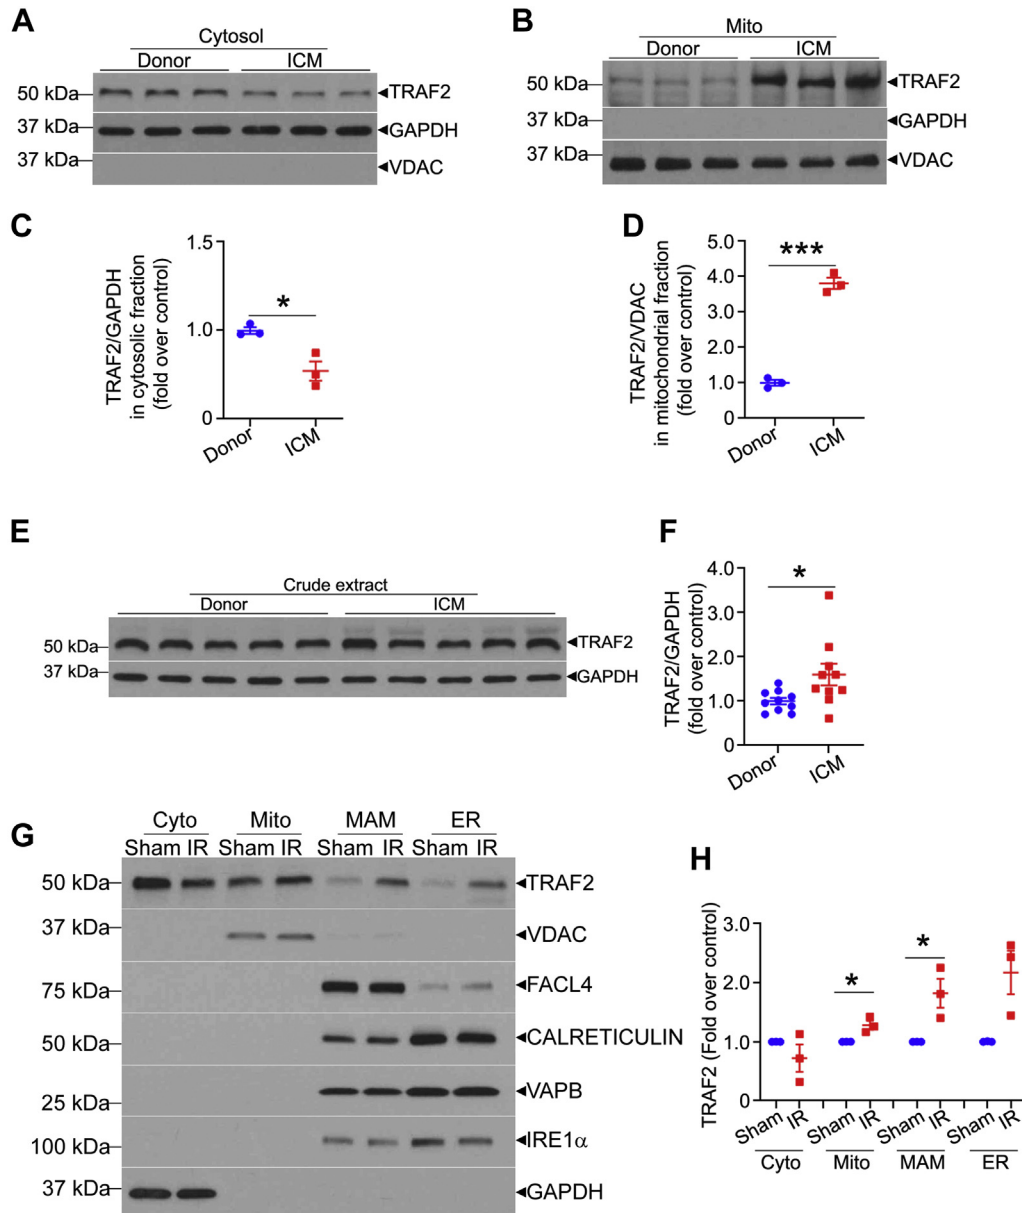 A
Cytosol
Donor ICM
50 kDa TRAF2
37 kDa GAPDH
37 kDa VDAC
B
Mito
Donor ICM
50 kDa TRAF2
37 kDa GAPDH
37 kDa VDAC
C
TRAF2/GAPDH
in cytosolic fraction
(fold over control)
1.5
1.0
0
*
Donor ICM
D
TRAF2/VDAC
in mitochondrial fraction
(fold over control)
5.0
4.0
3.0
2.0
1.0
0
***
Donor ICM
E
Crude extract
Donor ICM
50 kDa TRAF2
37 kDa GAPDH
F
TRAF2/GAPDH
(fold over control)
4.0
3.0
2.0
1.0
0
*
Donor ICM
G
Cyto Mito MAM ER
Sham IR Sham IR Sham IR Sham IR
50 kDa TRAF2
37 kDa VDAC
75 kDa FACL4
50 kDa CALRETICULIN
25 kDa VAPB
100 kDa IRE1α
37 kDa GAPDH
H
TRAF2 (Fold over control)
3.0
2.0
1.0
0
* *
Sham IR Sham IR Sham IR Sham IR
Cyto Mito MAM ER